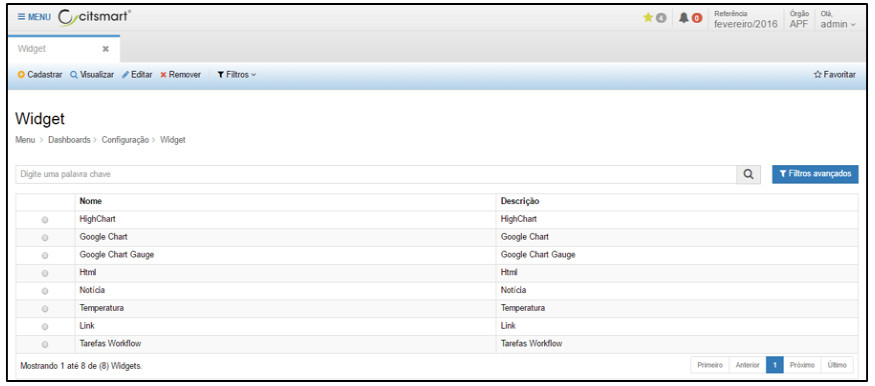 ≡ MENU citsmart 0 0 Referência fevereiro/2016 Órgão APF Olá, admin
Widget ×
Cadastrar Visualizar Editar Remover Filtros Favoritar
Widget
Menu > Dashboards > Configuração > Widget
Digite uma palavra chave Filtros avançados
Nome Descrição
HighChart HighChart
Google Chart Google Chart
Google Chart Gauge Google Chart Gauge
Html Html
Notícia Notícia
Temperatura Temperatura
Link Link
Tarefas Workflow Tarefas Workflow
Mostrando 1 até 8 de (8) Widgets. Primeiro Anterior 1 Próximo Último